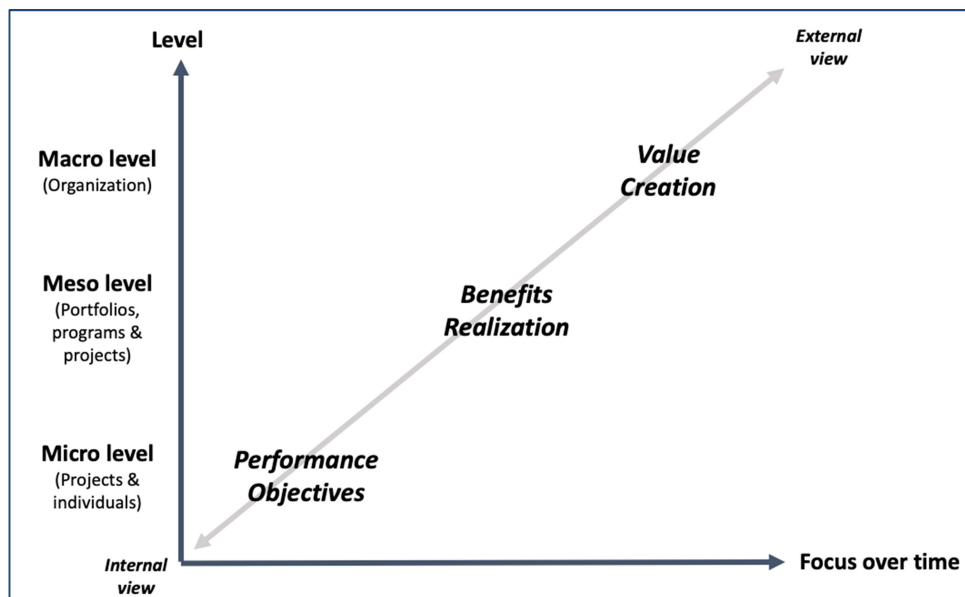 Level
External
view
Macro level
(Organization)
Value
Creation
Meso level
(Portfolios,
programs &
projects)
Benefits
Realization
Micro level
(Projects &
individuals)
Performance
Objectives
Internal
view
Focus over time